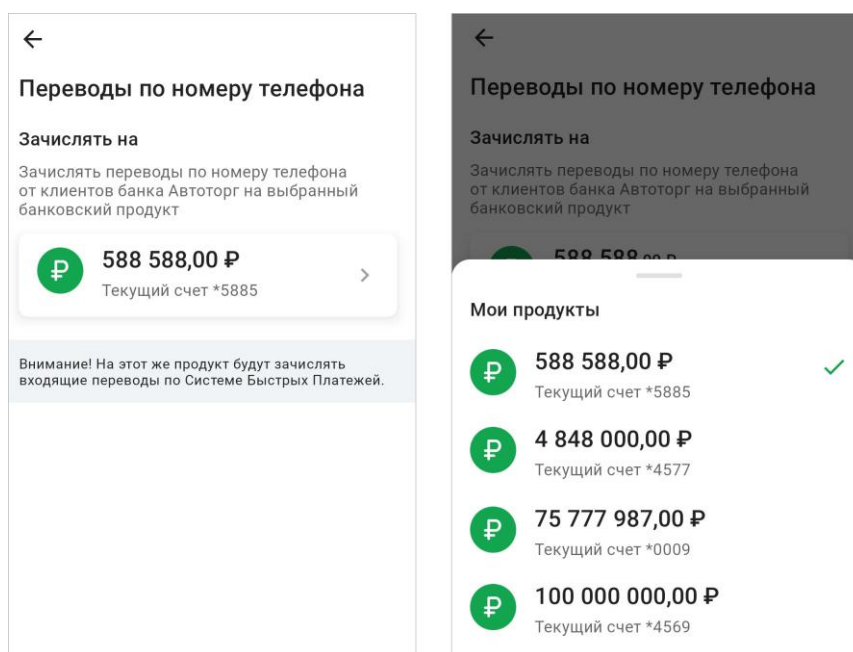 Переводы по номеру телефона
Зачислять на
Зачислять переводы по номеру телефона
от клиентов банка Автоторг на выбранный
банковский продукт
588 588,00 ₽
Текущий счет *5885
Внимание! На этот же продукт будут зачислять
входящие переводы по Системе Быстрых Платежей.
Переводы по номеру телефона
Зачислять на
Зачислять переводы по номеру телефона
от клиентов банка Автоторг на выбранный
банковский продукт
588 588,00 ₽
Мои продукты
588 588,00 ₽
Текущий счет *5885
4 848 000,00 ₽
Текущий счет *4577
75 777 987,00 ₽
Текущий счет *0009
100 000 000,00 ₽
Текущий счет *4569